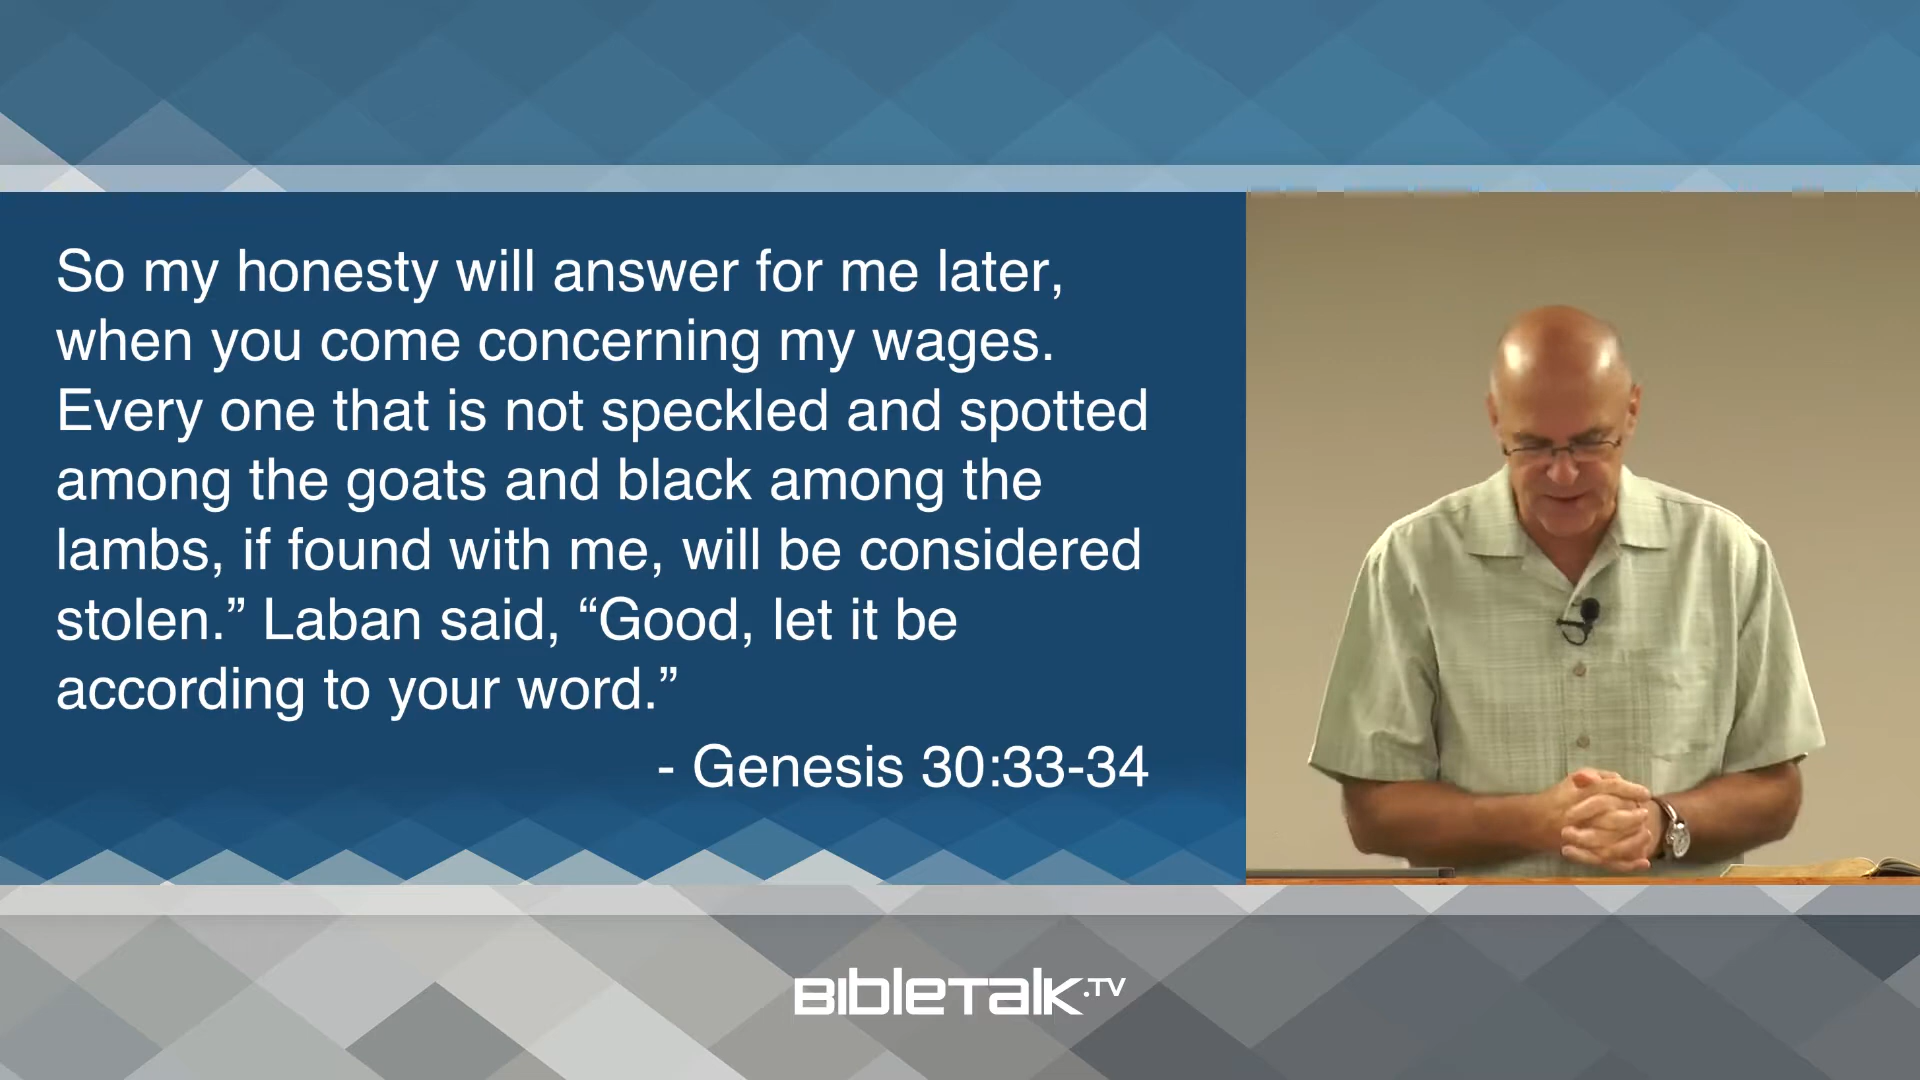 So my honesty will answer for me later,
when you come concerning my wages.
Every one that is not speckled and spotted
among the goats and black among the
lambs, if found with me, will be considered
stolen.” Laban said, “Good, let it be
according to your word.”
- Genesis 30:33-34
BibleTalk.TV